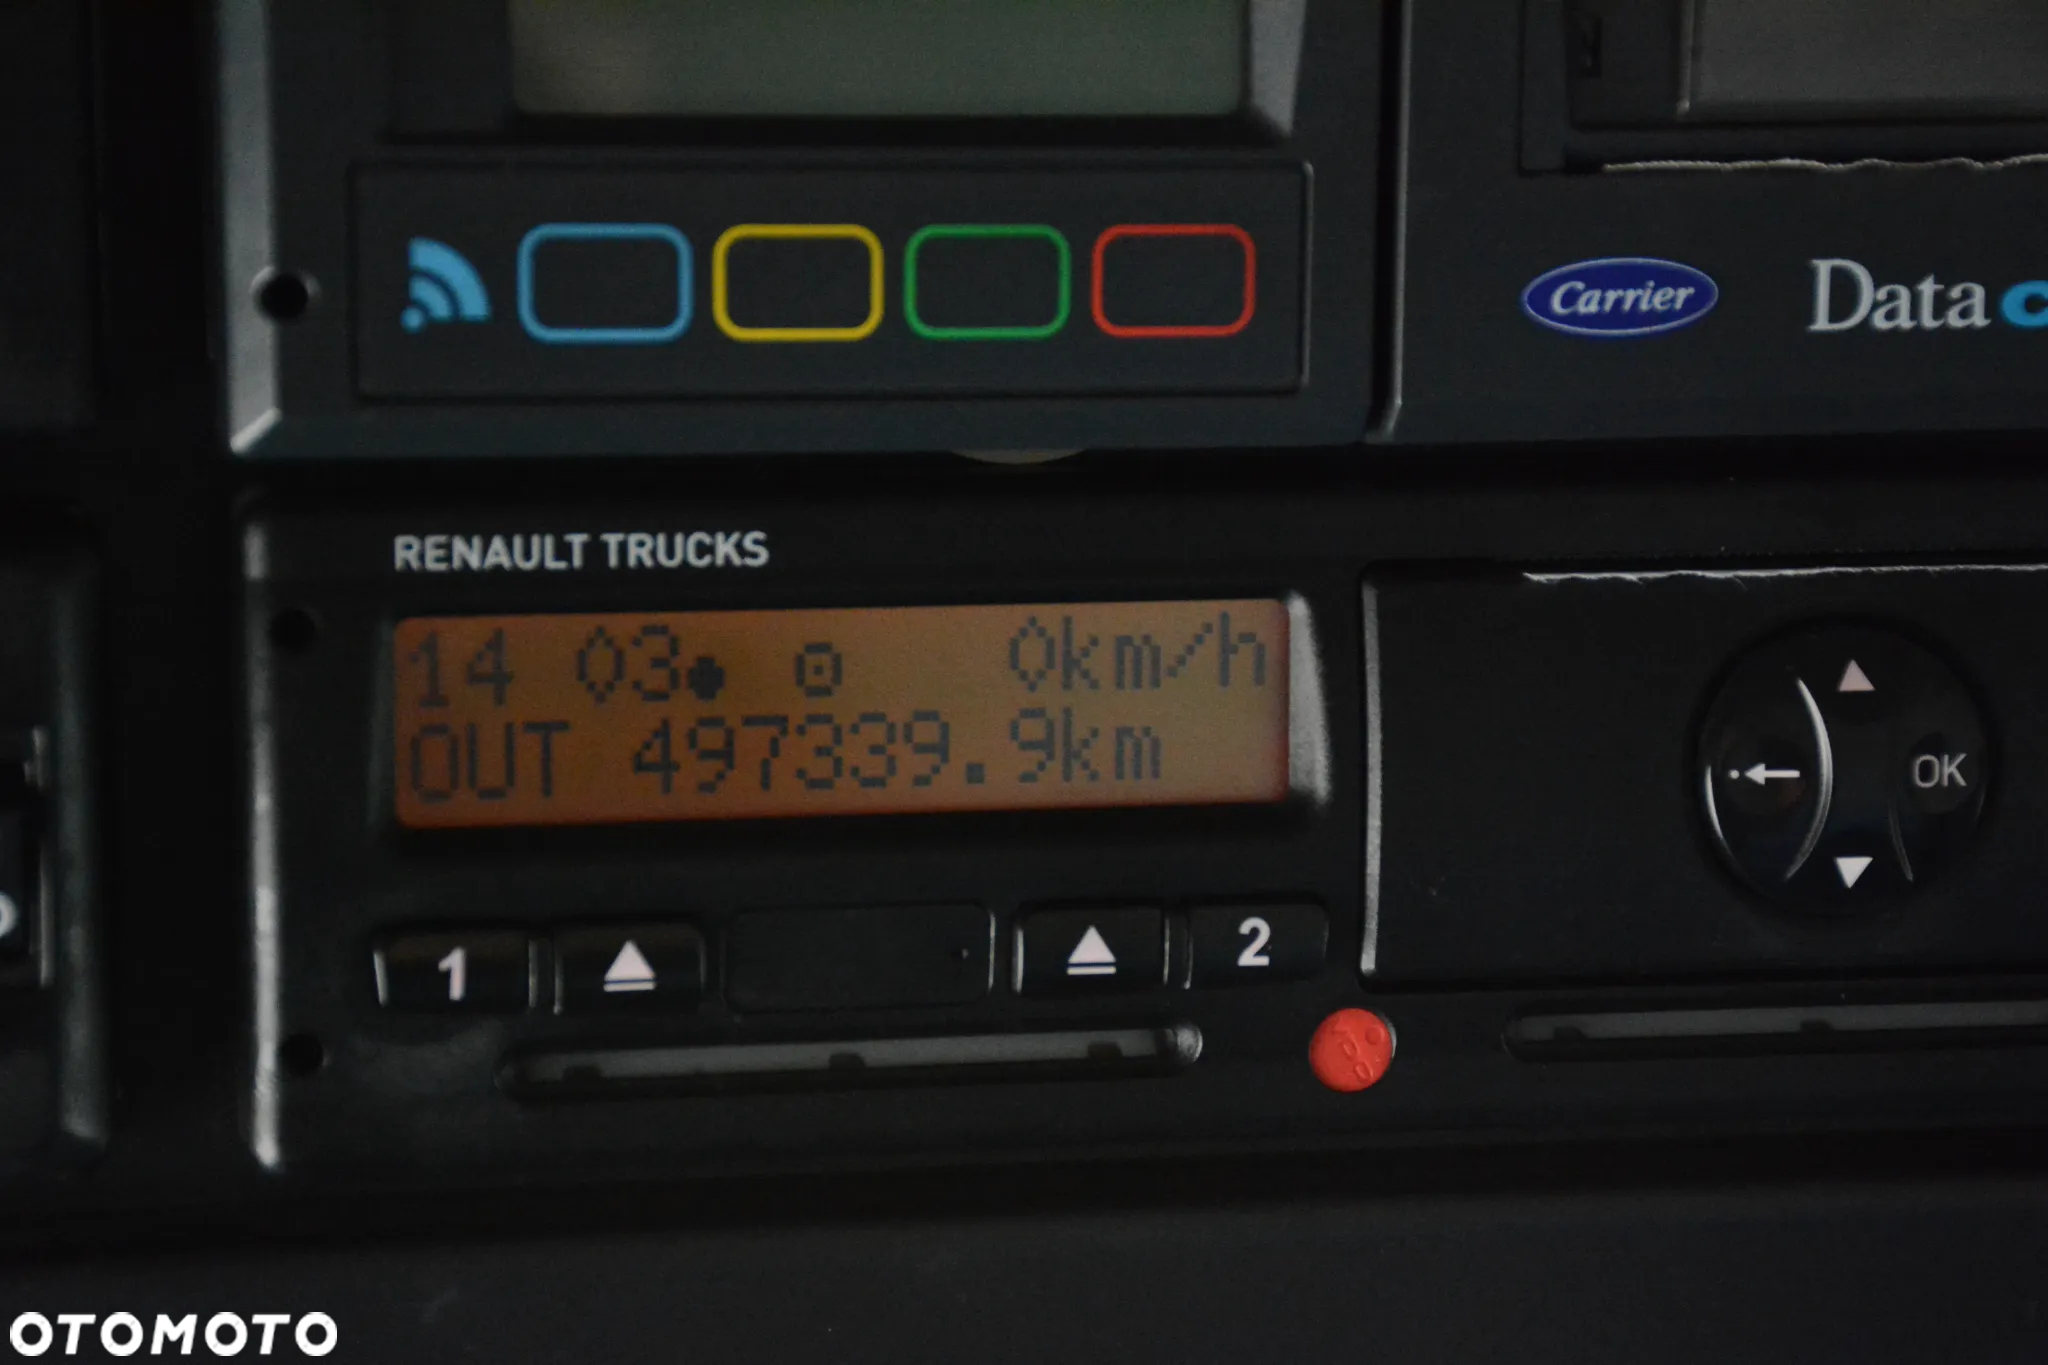 Carrier Data
RENAULT TRUCKS
14 03 0km/h
OUT 497339.9km
OK
1 2
OTOMOTO